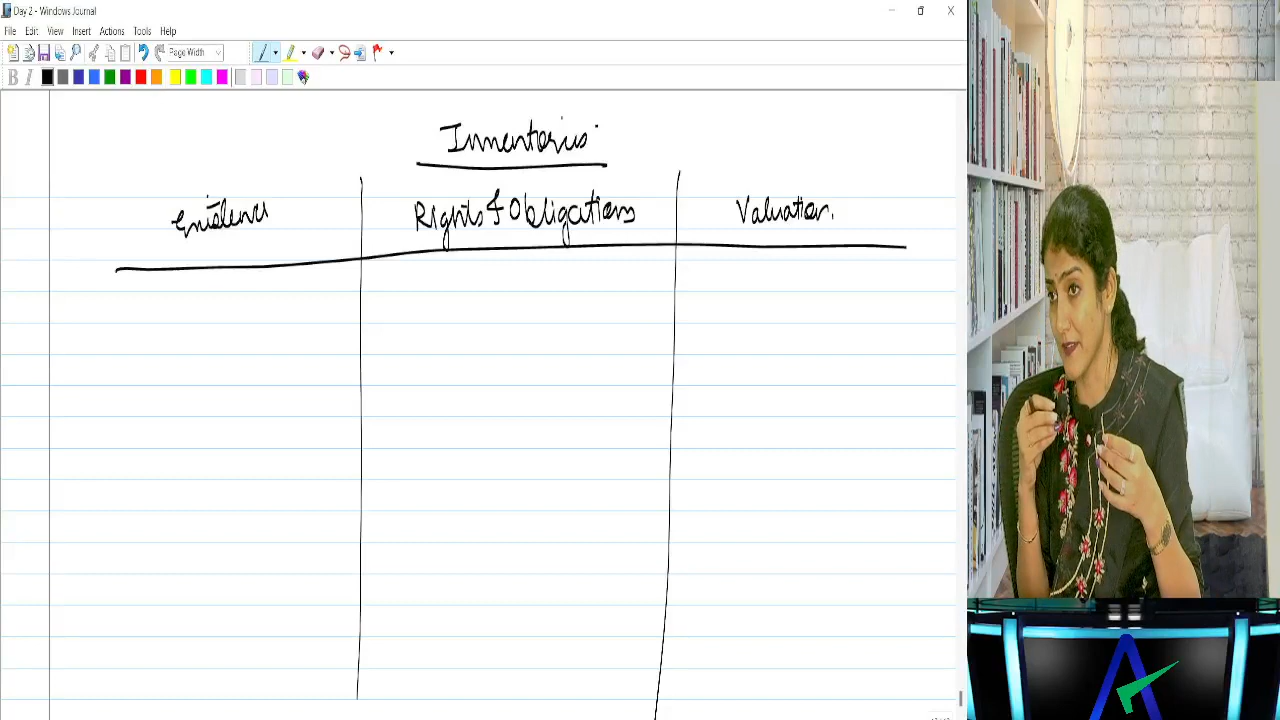 Day 2 - Windows Journal
File Edit View Insert Actions Tools Help
Page Width
B I
Inventories
Existence Rights & Obligations Valuation